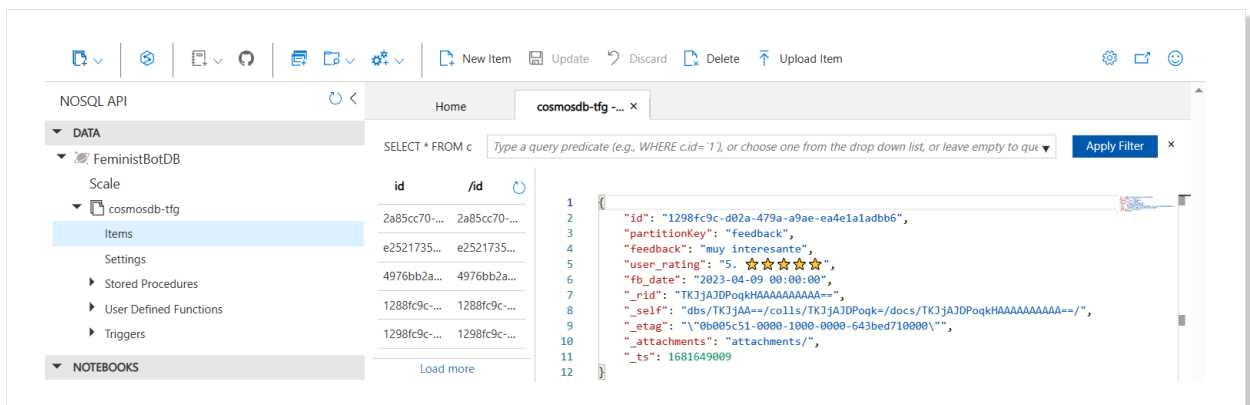 New Item Update Discard Delete Upload Item
NOSQL API
Home cosmosdb-tfg -... ×
DATA
FeministBotDB
Scale
cosmosdb-tfg
Items
Settings
Stored Procedures
User Defined Functions
Triggers
NOTEBOOKS
SELECT * FROM c Type a query predicate (e.g., WHERE c.id=´1´), or choose one from the drop down list, or leave empty to que Apply Filter ×
id /id
2a85cc70-... 2a85cc70-...
e2521735... e2521735...
4976bb2a... 4976bb2a...
1288fc9c-... 1288fc9c-...
1298fc9c-... 1298fc9c-...
Load more
1 {
2 "id": "1298fc9c-d02a-479a-a9ae-ea4e1a1adbb6",
3 "partitionKey": "feedback",
4 "feedback": "muy interesante",
5 "user_rating": "5. ⭐⭐⭐⭐⭐",
6 "fb_date": "2023-04-09 00:00:00",
7 "_rid": "TKJjAJDPoqkHAAAAAAAAAA==",
8 "_self": "dbs/TKJjAA==/colls/TKJjAJDPoqk=/docs/TKJjAJDPoqkHAAAAAAAAAA==/",
9 "_etag": "\"0b005c51-0000-1000-0000-643bed710000\"",
10 "_attachments": "attachments/",
11 "_ts": 1681649009
12 }